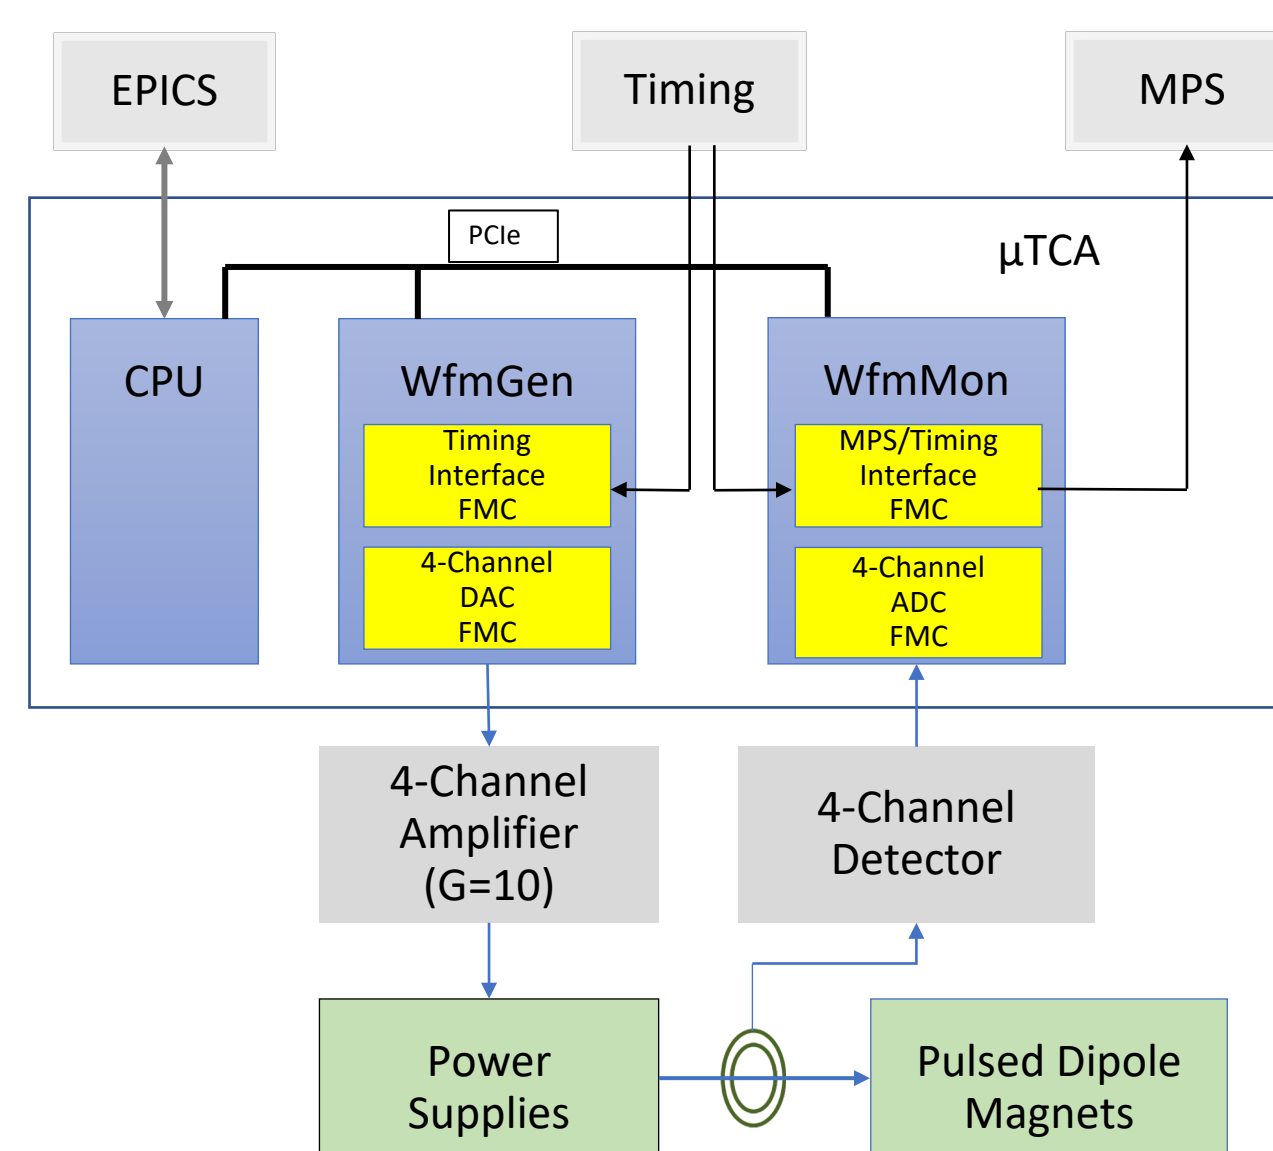 EPICS
Timing
MPS
PCIe
µTCA
CPU
WfmGen
WfmMon
Timing
Interface
FMC
MPS/Timing
Interface
FMC
4-Channel
DAC
FMC
4-Channel
ADC
FMC
4-Channel
Amplifier
(G=10)
4-Channel
Detector
Power
Supplies
Pulsed Dipole
Magnets